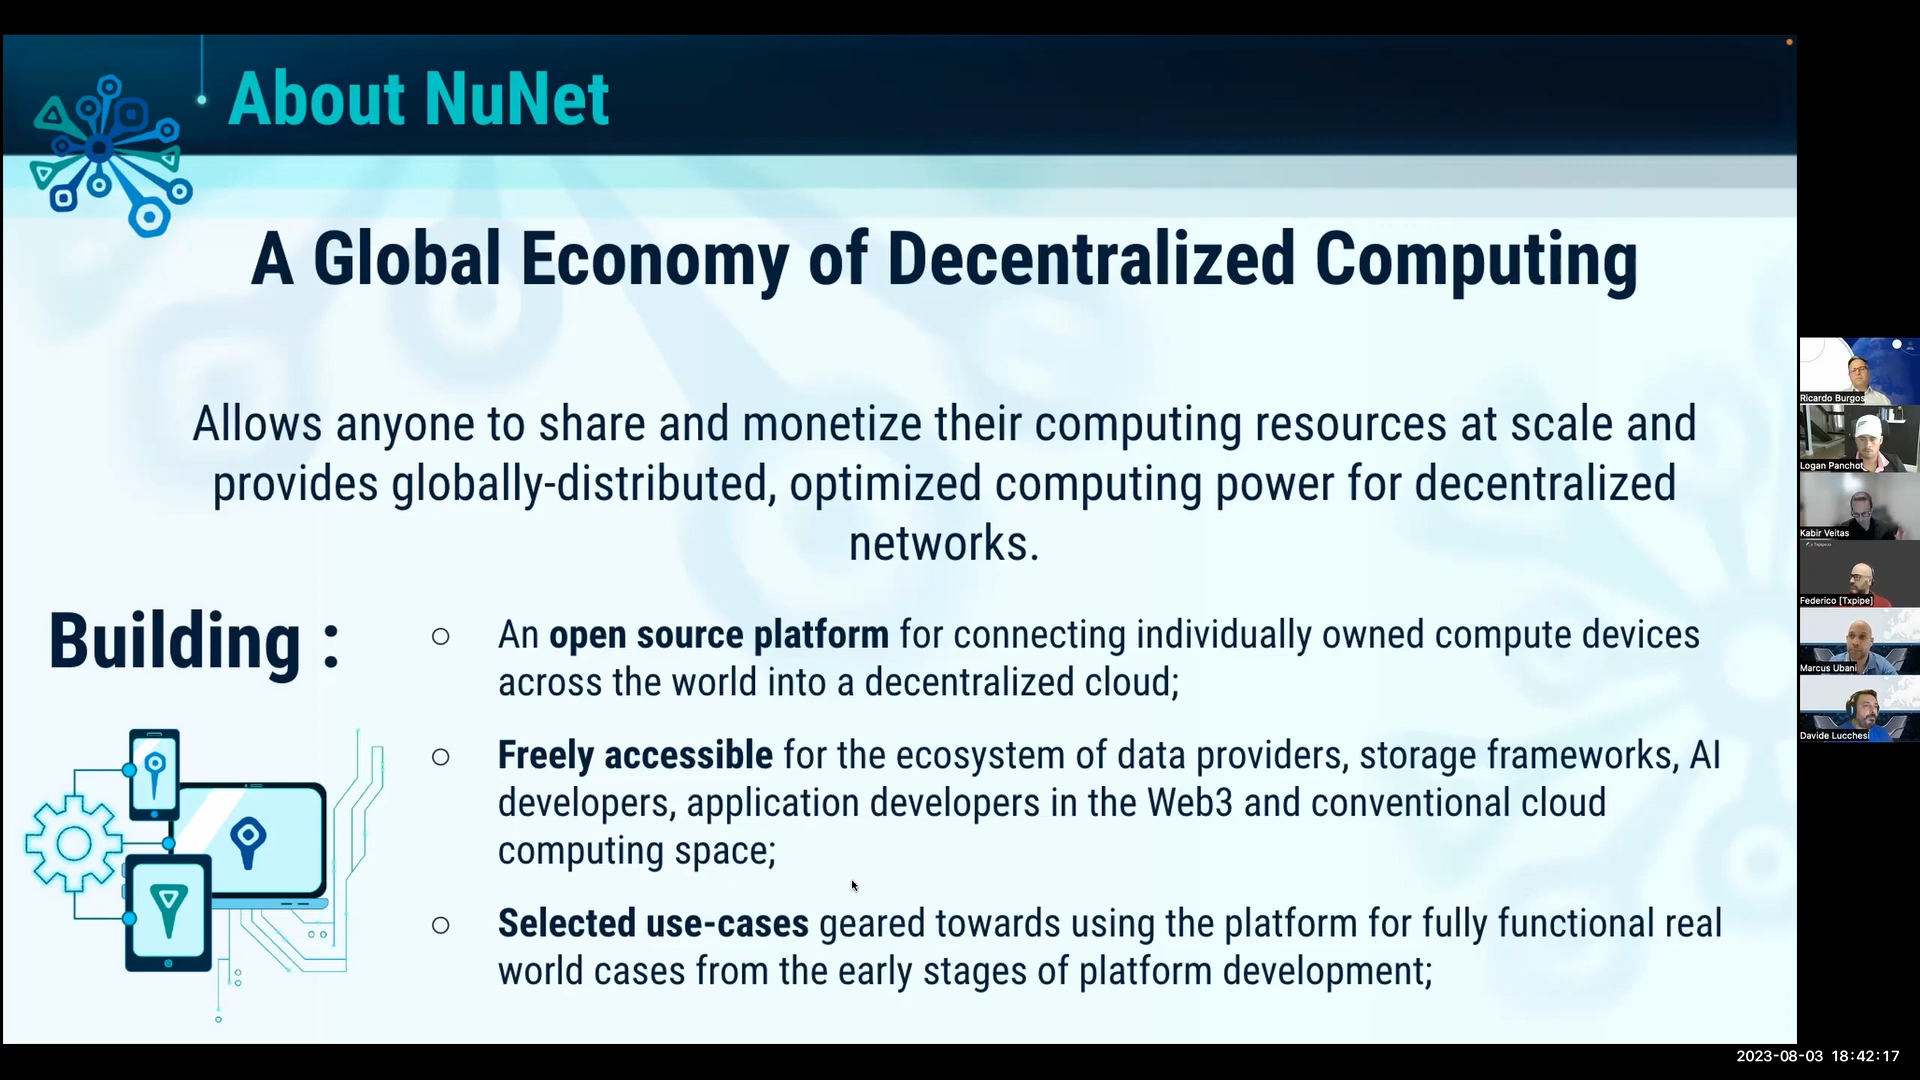 About NuNet
A Global Economy of Decentralized Computing
Allows anyone to share and monetize their computing resources at scale and
provides globally-distributed, optimized computing power for decentralized
networks.
Building :
○ An open source platform for connecting individually owned compute devices
across the world into a decentralized cloud;
○ Freely accessible for the ecosystem of data providers, storage frameworks, AI
developers, application developers in the Web3 and conventional cloud
computing space;
○ Selected use-cases geared towards using the platform for fully functional real
world cases from the early stages of platform development;
Ricardo Burgos
Logan Panchot
Kabir Veitas
Federico [Txpipe]
Marcus Ubani
Davide Lucchesi
2023-08-03 18:42:17